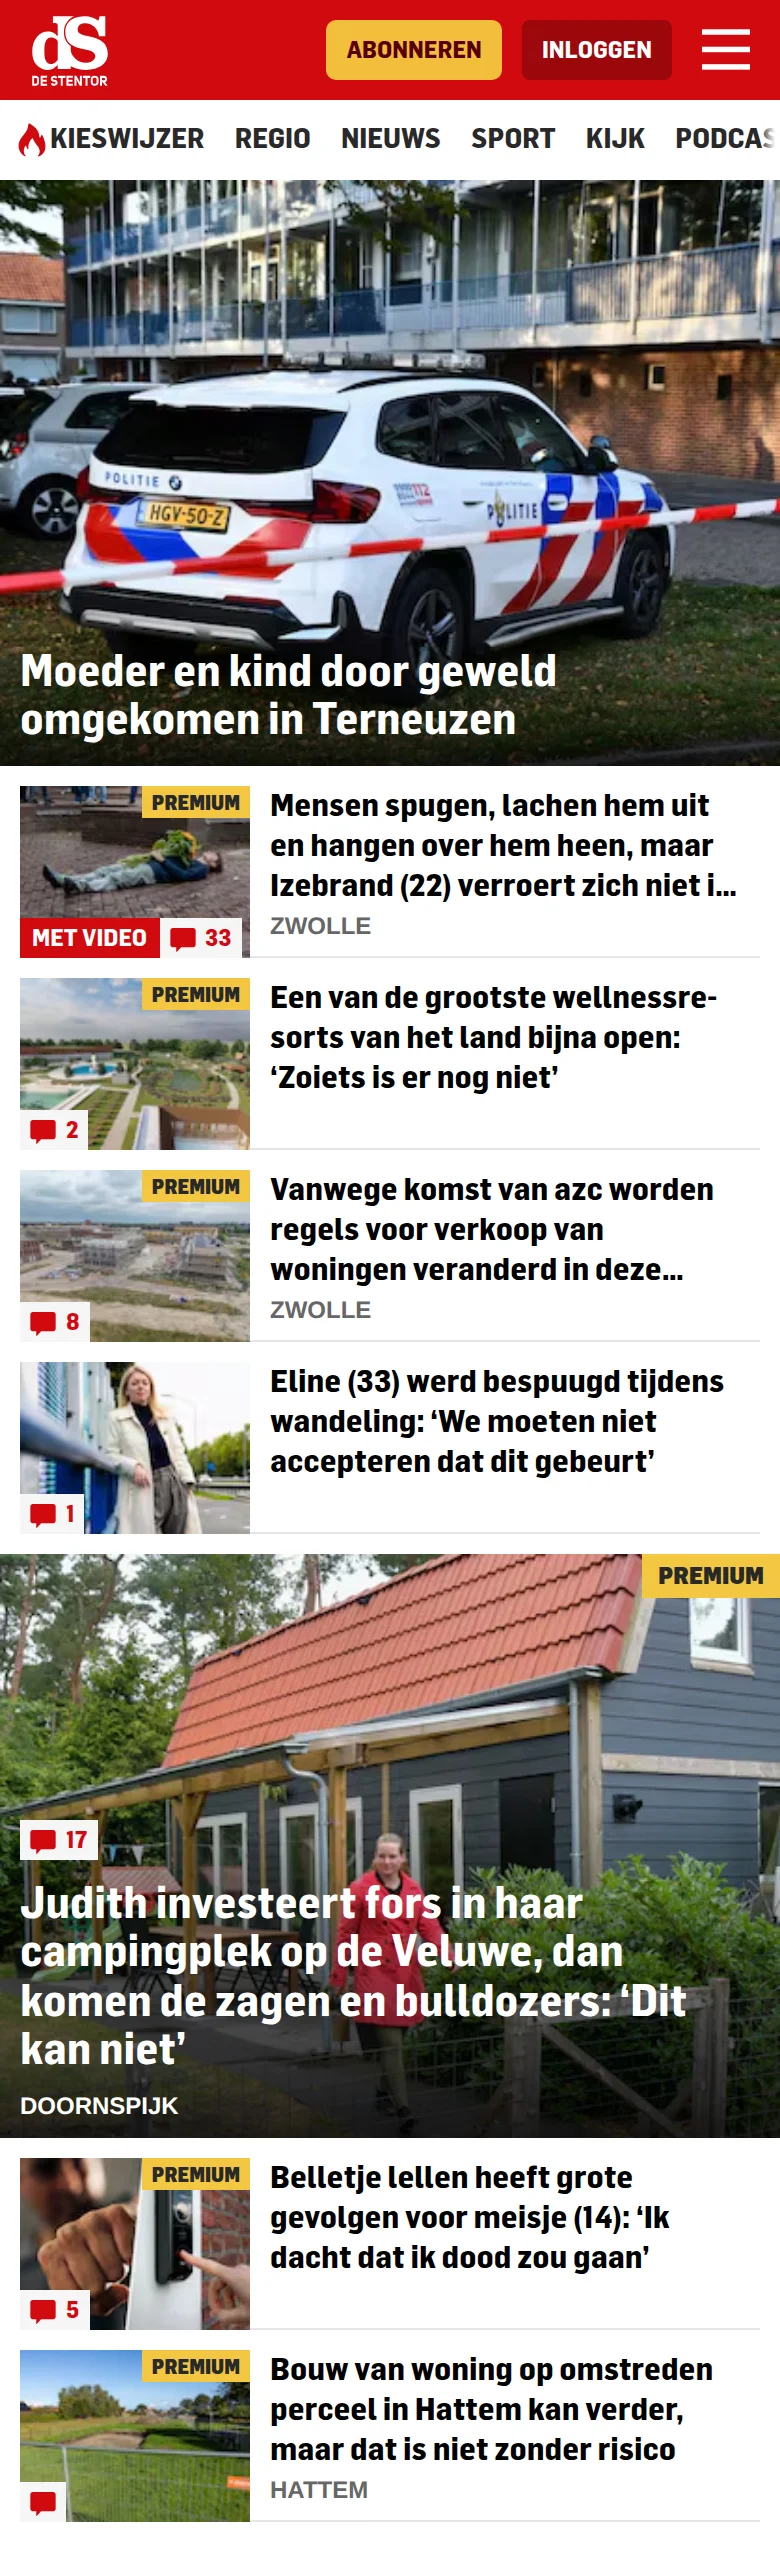 dS
DE STENTOR
ABONNEREN
INLOGGEN
KIESWIJZER REGIO NIEUWS SPORT KIJK PODCAS
POLITIE
HGV-50-Z
112
POLITIE
Moeder en kind door geweld
omgekomen in Terneuzen
PREMIUM
MET VIDEO
33
Mensen spugen, lachen hem uit
en hangen over hem heen, maar
Izebrand (22) verroert zich niet i...
ZWOLLE
PREMIUM
2
Een van de grootste wellnessre-
sorts van het land bijna open:
‘Zoiets is er nog niet’
PREMIUM
8
Vanwege komst van azc worden
regels voor verkoop van
woningen veranderd in deze...
ZWOLLE
1
Eline (33) werd bespuugd tijdens
wandeling: ‘We moeten niet
accepteren dat dit gebeurt’
PREMIUM
17
Judith investeert fors in haar
campingplek op de Veluwe, dan
komen de zagen en bulldozers: ‘Dit
kan niet’
DOORNSPIJK
PREMIUM
5
Belletje lellen heeft grote
gevolgen voor meisje (14): ‘Ik
dacht dat ik dood zou gaan’
PREMIUM
Bouw van woning op omstreden
perceel in Hattem kan verder,
maar dat is niet zonder risico
HATTEM